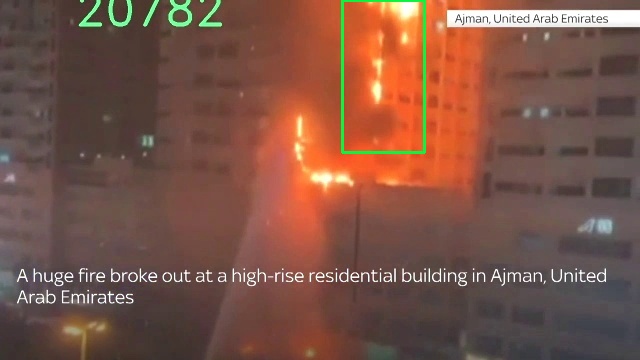 20782
Ajman, United Arab Emirates
A huge fire broke out at a high-rise residential building in Ajman, United
Arab Emirates